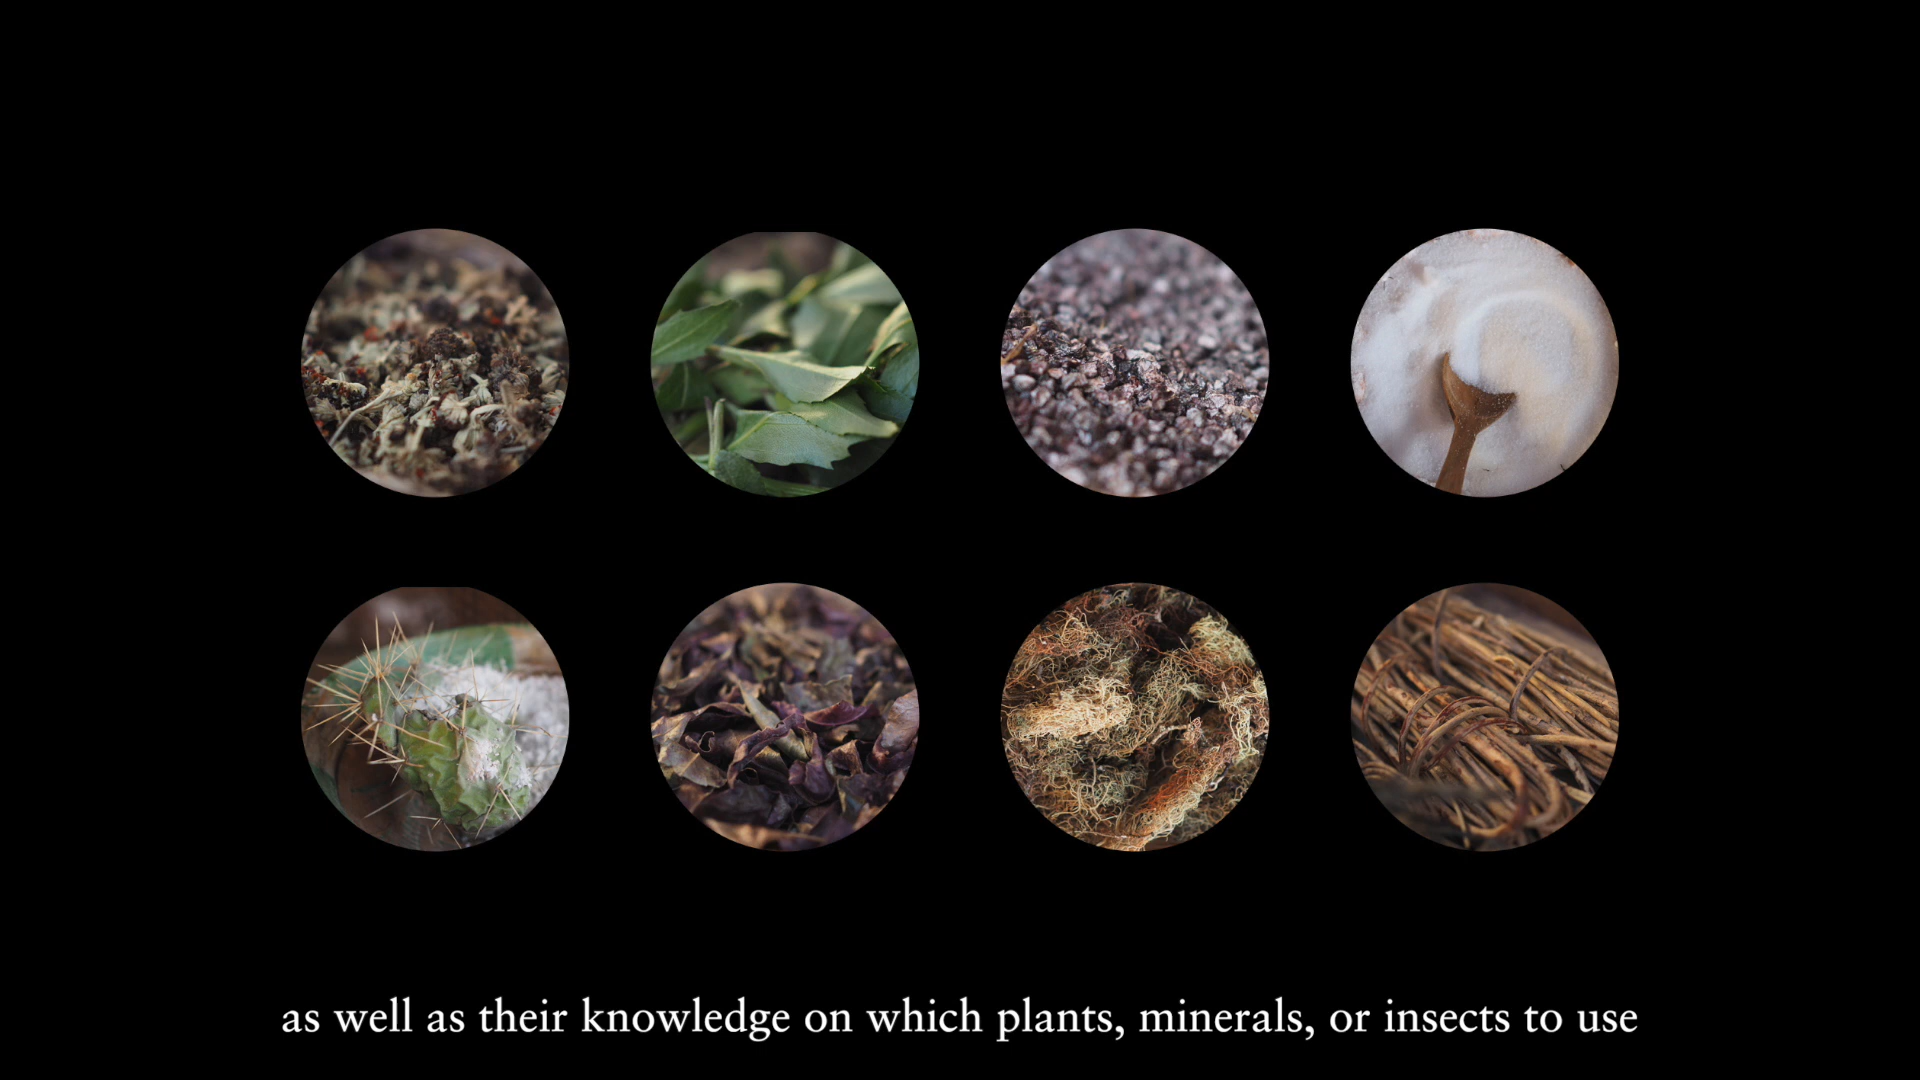 as well as their knowledge on which plants, minerals, or insects to use